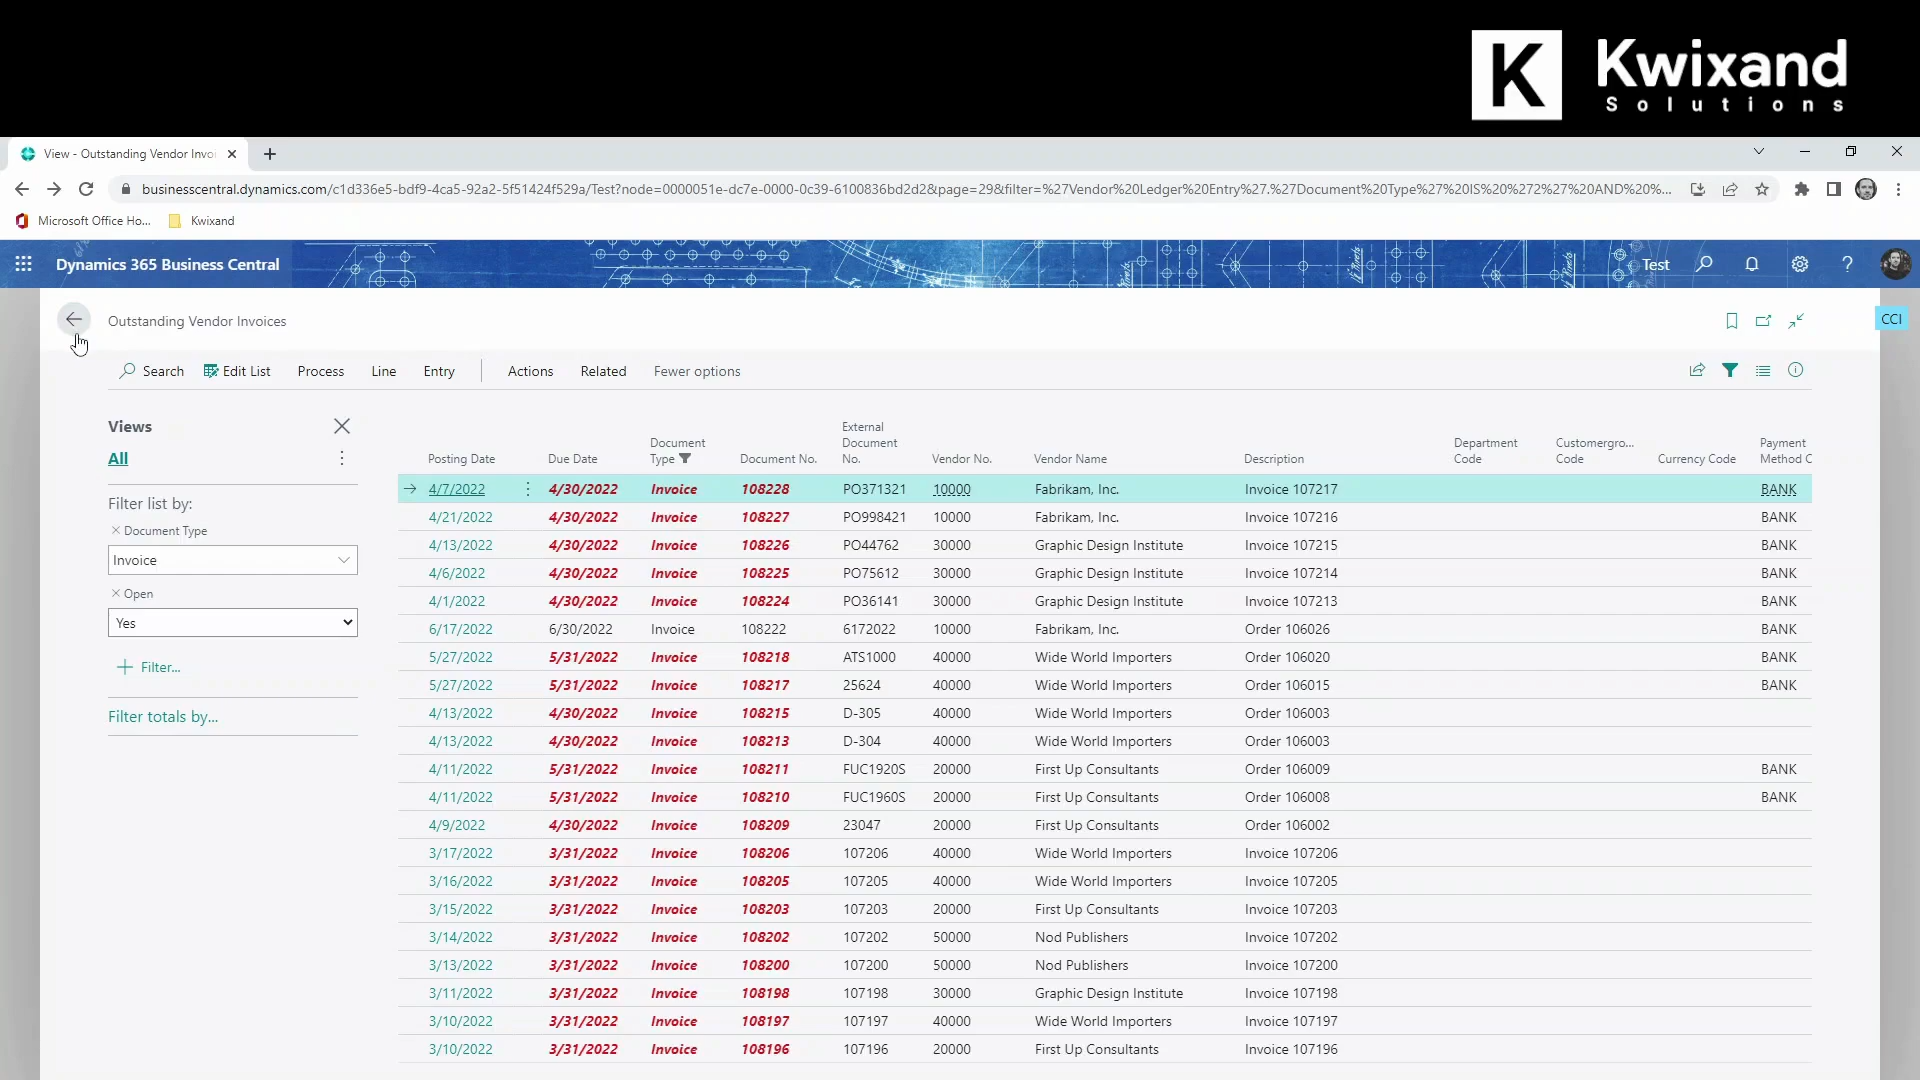 K Kwixand
Solutions
View - Outstanding Vendor Invoi
businesscentral.dynamics.com/c1d336e5-bdf9-4ca5-92a2-5f51424f529a/Test?node=0000051e-dc7e-0000-0c39-6100836bd2d2&page=29&filter=%27Vendor%20Ledger%20Entry%27.%27Document%20Type%27%20IS%20%272%27%20AND%20%...
Microsoft Office Ho... Kwixand
Dynamics 365 Business Central Test ?
Outstanding Vendor Invoices CCI
Search Edit List Process Line Entry Actions Related Fewer options
Views
All
Filter list by:
× Document Type
Invoice
× Open
Yes
+ Filter...
Filter totals by...
Posting Date Due Date Document Type Document No. External Document No. Vendor No. Vendor Name Description Department Code Customergro... Code Currency Code Payment Method C
4/7/2022 4/30/2022 Invoice 108228 PO371321 10000 Fabrikam, Inc. Invoice 107217 BANK
4/21/2022 4/30/2022 Invoice 108227 PO998421 10000 Fabrikam, Inc. Invoice 107216 BANK
4/13/2022 4/30/2022 Invoice 108226 PO44762 30000 Graphic Design Institute Invoice 107215 BANK
4/6/2022 4/30/2022 Invoice 108225 PO75612 30000 Graphic Design Institute Invoice 107214 BANK
4/1/2022 4/30/2022 Invoice 108224 PO36141 30000 Graphic Design Institute Invoice 107213 BANK
6/17/2022 6/30/2022 Invoice 108222 6172022 10000 Fabrikam, Inc. Order 106026 BANK
5/27/2022 5/31/2022 Invoice 108218 ATS1000 40000 Wide World Importers Order 106020 BANK
5/27/2022 5/31/2022 Invoice 108217 25624 40000 Wide World Importers Order 106015 BANK
4/13/2022 4/30/2022 Invoice 108215 D-305 40000 Wide World Importers Order 106003
4/13/2022 4/30/2022 Invoice 108213 D-304 40000 Wide World Importers Order 106003
4/11/2022 5/31/2022 Invoice 108211 FUC1920S 20000 First Up Consultants Order 106009 BANK
4/11/2022 5/31/2022 Invoice 108210 FUC1960S 20000 First Up Consultants Order 106008 BANK
4/9/2022 4/30/2022 Invoice 108209 23047 20000 First Up Consultants Order 106002
3/17/2022 3/31/2022 Invoice 108206 107206 40000 Wide World Importers Invoice 107206
3/16/2022 3/31/2022 Invoice 108205 107205 40000 Wide World Importers Invoice 107205
3/15/2022 3/31/2022 Invoice 108203 107203 20000 First Up Consultants Invoice 107203
3/14/2022 3/31/2022 Invoice 108202 107202 50000 Nod Publishers Invoice 107202
3/13/2022 3/31/2022 Invoice 108200 107200 50000 Nod Publishers Invoice 107200
3/11/2022 3/31/2022 Invoice 108198 107198 30000 Graphic Design Institute Invoice 107198
3/10/2022 3/31/2022 Invoice 108197 107197 40000 Wide World Importers Invoice 107197
3/10/2022 3/31/2022 Invoice 108196 107196 20000 First Up Consultants Invoice 107196